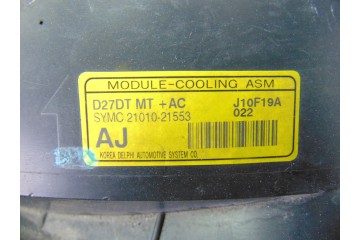 MODULE-COOLING ASM
D27DT MT +AC J10F19A
SYMC 21010-21553 022
AJ
KOREA DELPHI AUTOMOTIVE SYSTEM CO.